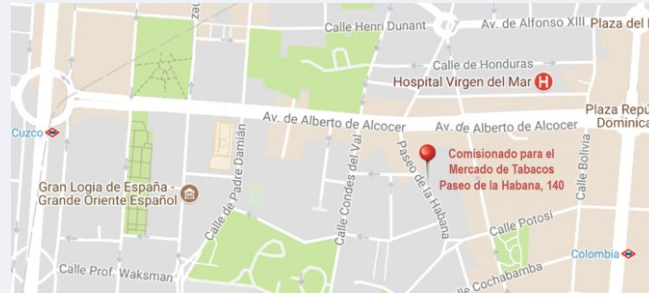 Calle Henri Dunant
Av. de Alfonso XIII
Plaza del
Calle de Honduras
Hospital Virgen del Mar
H
Plaza Repú
Dominica
Av. de Alberto de Alcocer
Av. de Alberto de Alcocer
Cuzco
Calle de Padre Damián
Calle Condes del Val
Paseo de la Habana
Calle Bolivia
Comisionado para el
Mercado de Tabacos
Paseo de la Habana, 140
Gran Logia de España -
Grande Oriente Español
Calle Potosí
Colombia
Calle Prof. Waksman
Calle Cochabamba